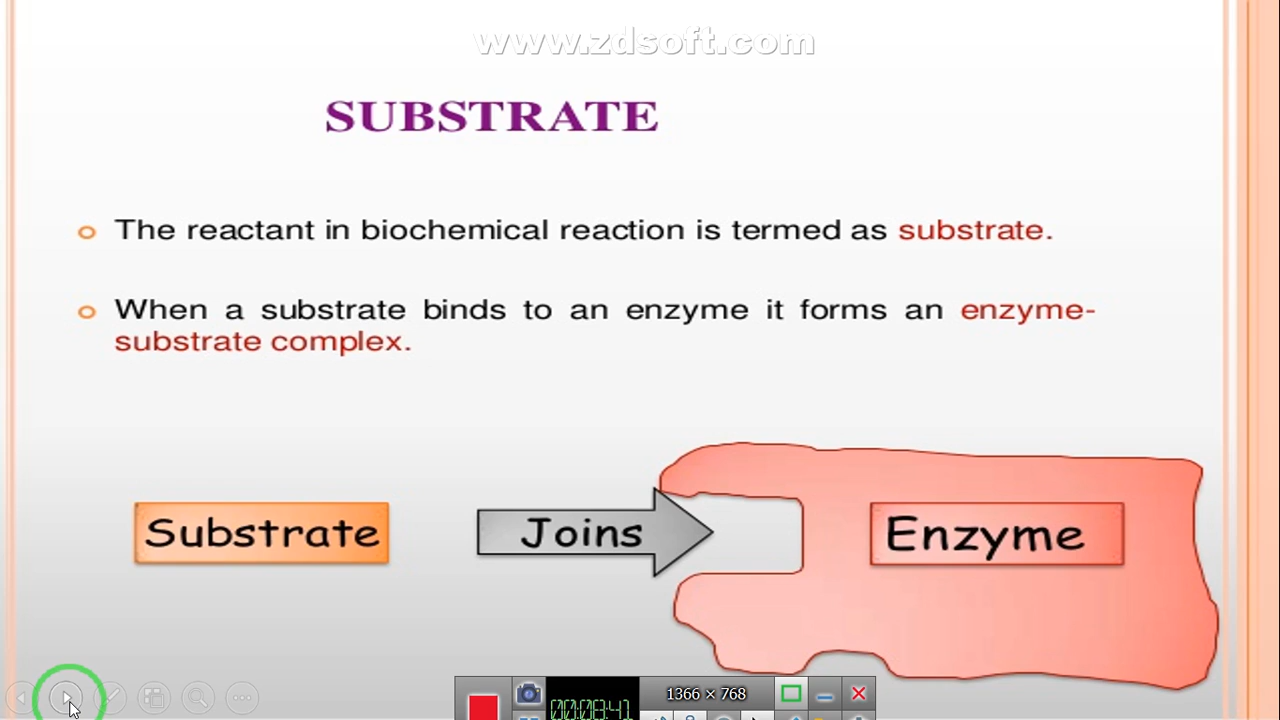 www.zdsoft.com
SUBSTRATE
The reactant in biochemical reaction is termed as substrate.
When a substrate binds to an enzyme it forms an enzyme-
substrate complex.
Substrate
Joins
Enzyme
1366 × 768